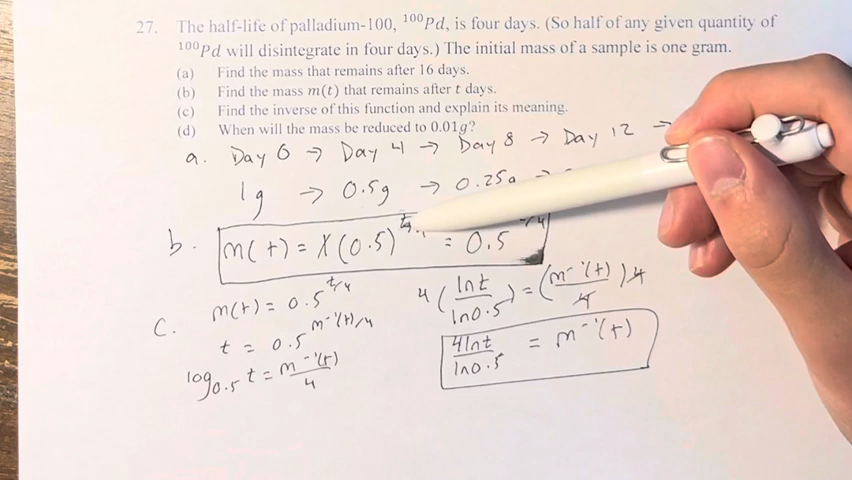 27. The half-life of palladium-100, ¹⁰⁰Pd, is four days. (So half of any given quantity of
¹⁰⁰Pd will disintegrate in four days.) The initial mass of a sample is one gram.
(a) Find the mass that remains after 16 days.
(b) Find the mass m(t) that remains after t days.
(c) Find the inverse of this function and explain its meaning.
(d) When will the mass be reduced to 0.01g?
a. Day 0 → Day 4 → Day 8 → Day 12 →
1g → 0.5g → 0.25g →
b. m(t) = 1(0.5) = 0.5
c. m(t) = 0.5^(t/4)
t = 0.5^(m⁻¹(t)/4)
log₀.₅ t = m⁻¹(t)/4
4(ln t/ln 0.5) = (m⁻¹(t)/4)4
4 ln t/ln 0.5 = m⁻¹(t)